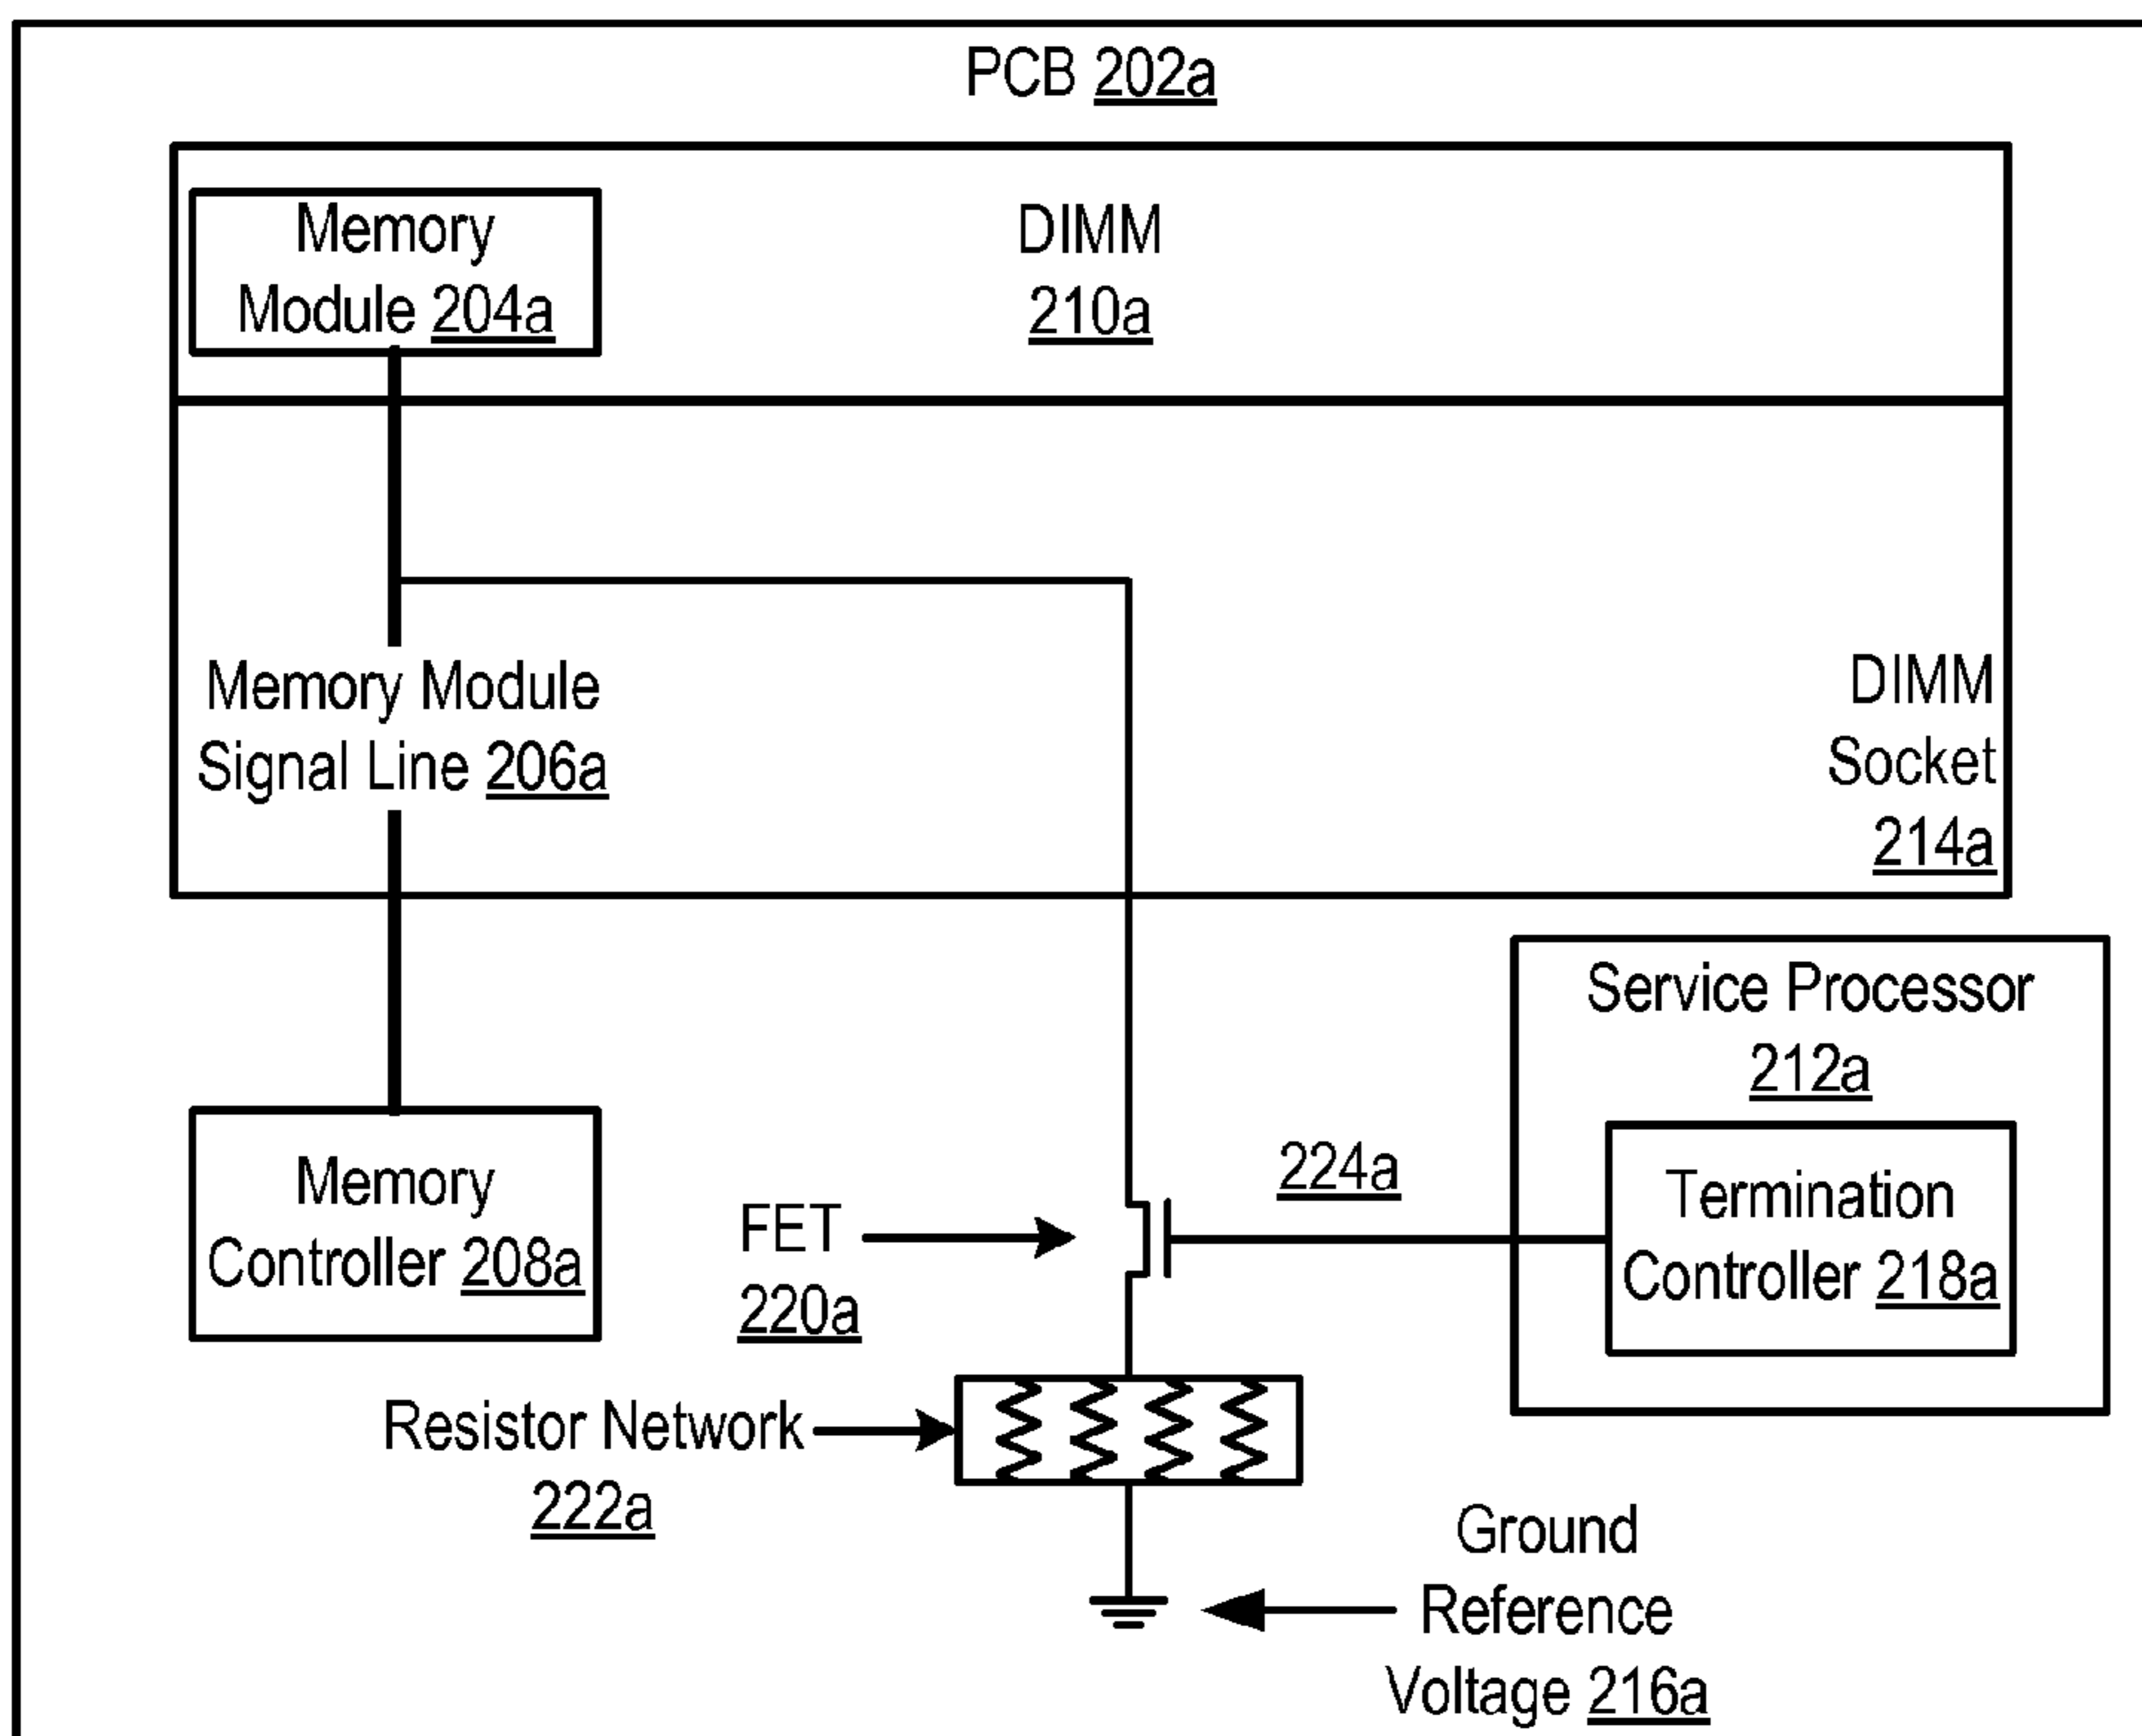 PCB 202a
Memory
Module 204a
DIMM
210a
Memory Module
Signal Line 206a
DIMM
Socket
214a
Service Processor
212a
Memory
Controller 208a
FET
220a
224a
Termination
Controller 218a
Resistor Network
222a
Ground
Reference
Voltage 216a